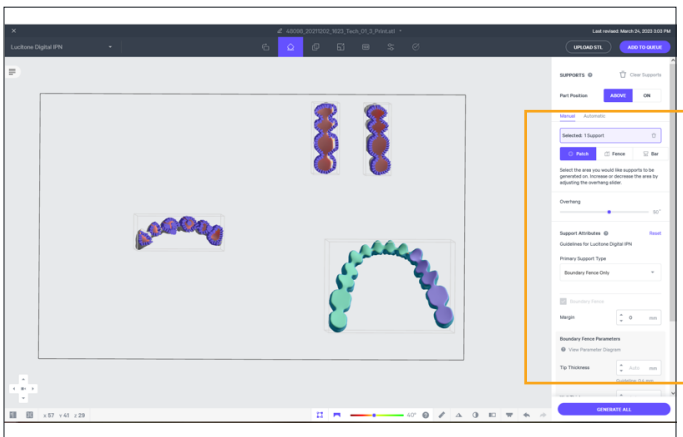 48098_20211202_1623_Teck_01_3_Print.stl
Last revised: March 24, 2023 3:03 PM
Lucitone Digital IPN
UPLOAD STL
ADD TO QUEUE
SUPPORTS
Clear Supports
Part Position
ABOVE
ON
Manual
Automatic
Selected: 1 Support
Patch
Fence
Bar
Select the area you would like supports to be
generated on. Increase or decrease the area by
adjusting the overhang slider.
Overhang
Support Attributes
Reset
Guidelines for Lucitone Digital IPN
Primary Support Type
Boundary Fence Only
Margin
0
mm
Boundary Fence Parameters
View Parameter Diagram
Tip Thickness
Auto
mm
X 57 Y 41 Z 29
40°
GENERATE ALL